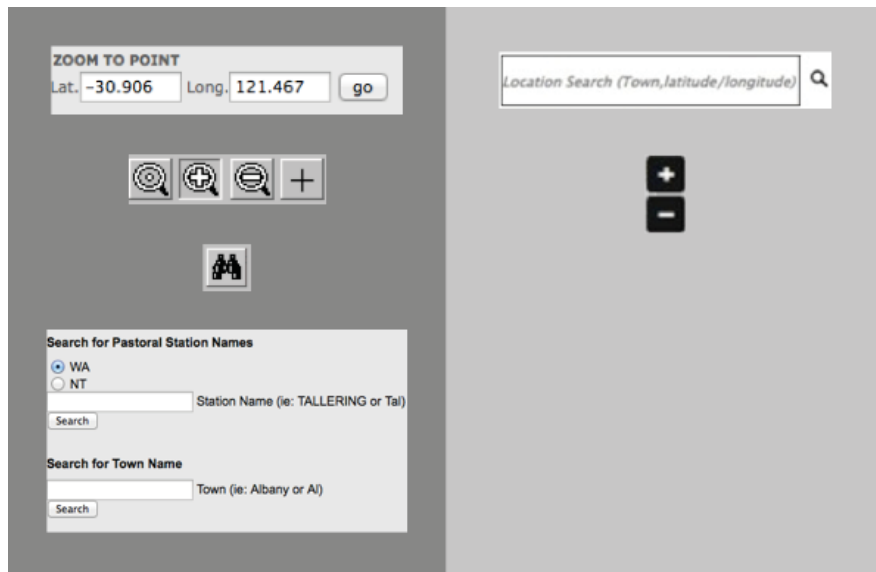 ZOOM TO POINT
Lat. -30.906 Long. 121.467 go
Location Search (Town,latitude/longitude)
Search for Pastoral Station Names
WA
NT
Station Name (ie: TALLERING or Tal)
Search
Search for Town Name
Town (ie: Albany or Al)
Search